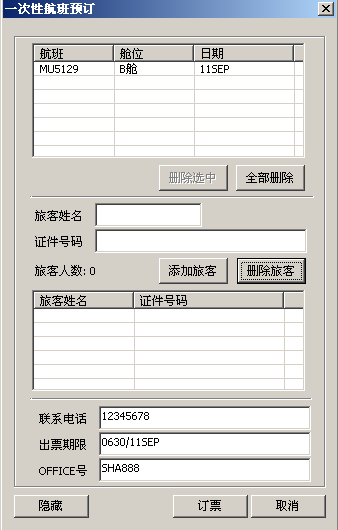 一次性航班预订
航班 舱位 日期
MU5129 B舱 11SEP
删除选中 全部删除
旅客姓名
证件号码
旅客人数: 0 添加旅客 删除旅客
旅客姓名 证件号码
联系电话 12345678
出票期限 0630/11SEP
OFFICE号 SHA888
隐藏 订票 取消